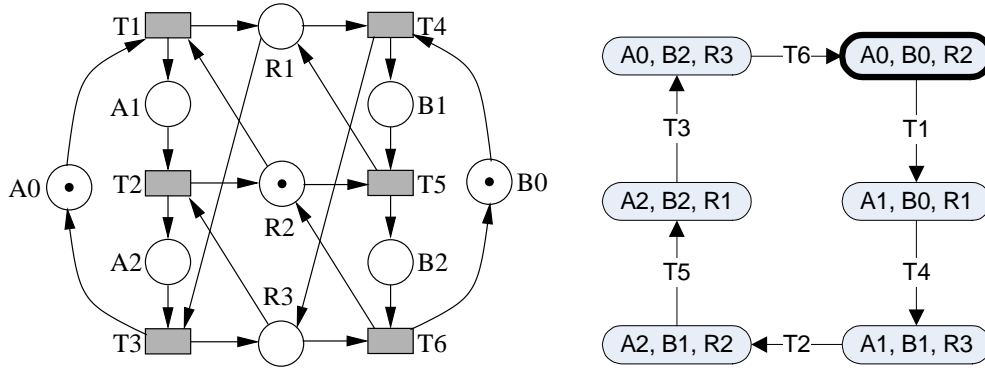 T1
T4
R1
A1
B1
A0
T2
T5
B0
R2
A2
B2
R3
T3
T6
A0, B2, R3
T6
A0, B0, R2
T3
T1
A2, B2, R1
A1, B0, R1
T5
T4
A2, B1, R2
T2
A1, B1, R3